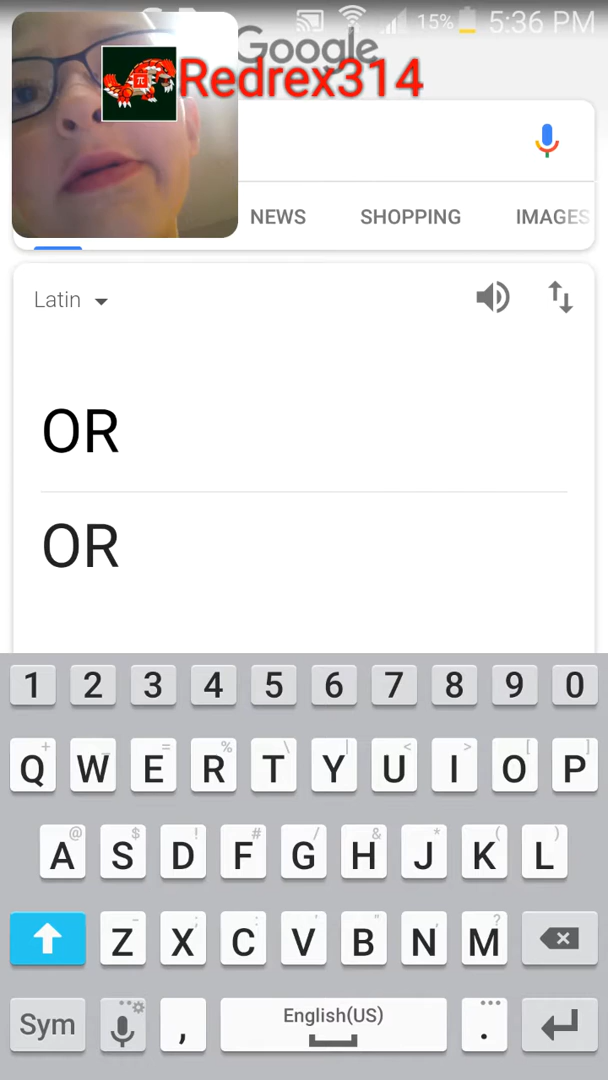 15% 5:36 PM
Google
π
Redrex314
NEWS SHOPPING IMAGES
Latin
OR
OR
1 2 3 4 5 6 7 8 9 0
+ _ = % \ | < > [ ]
Q W E R T Y U I O P
@ $ ! # / & * ( )
A S D F G H J K L
- ; : ' " , ?
Z X C V B N M
Sym , English(US) .